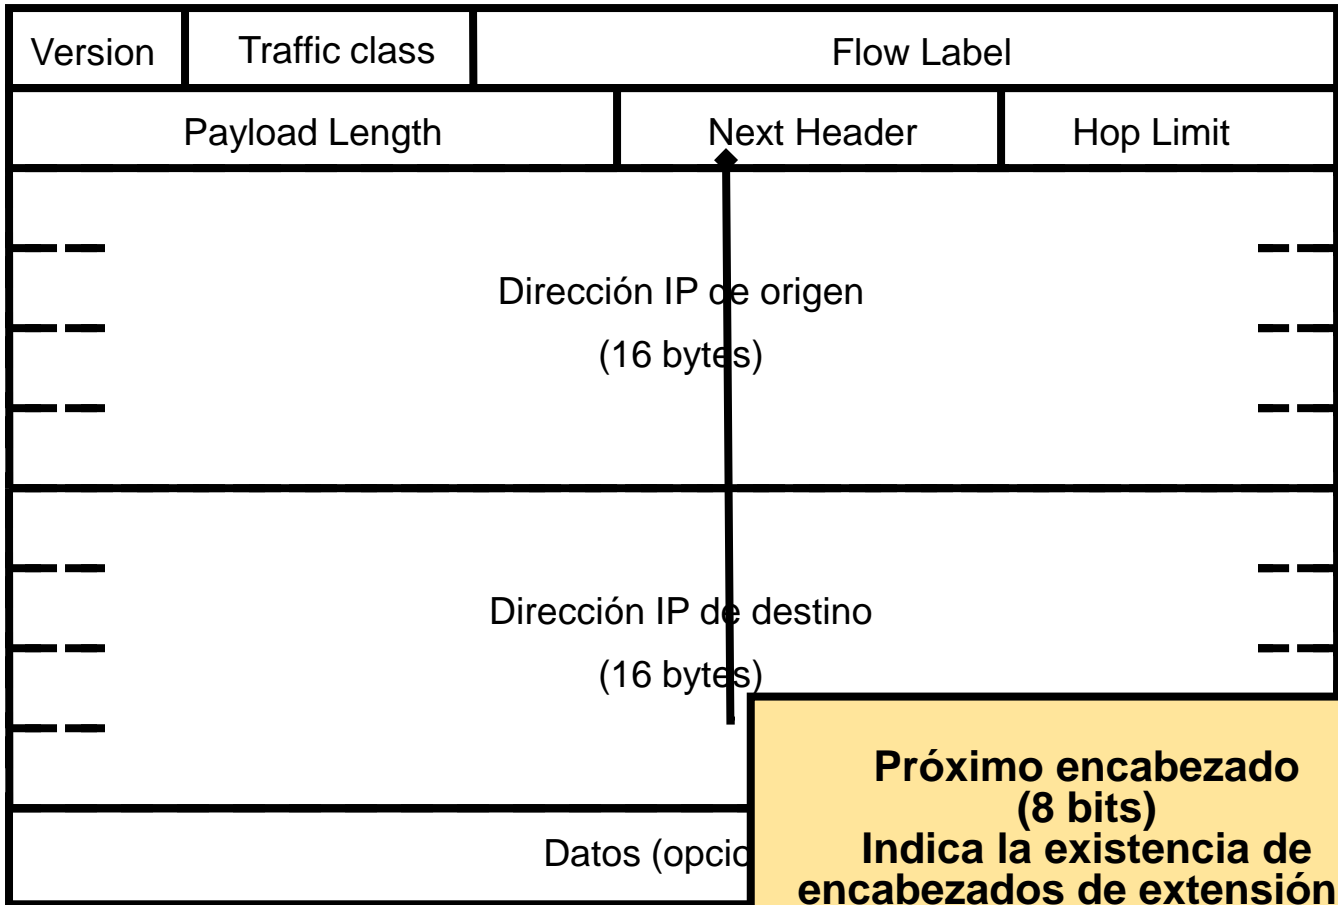 Version Traffic class Flow Label
Payload Length Next Header Hop Limit
Dirección IP de origen
(16 bytes)
Dirección IP de destino
(16 bytes)
Datos (opcio
Próximo encabezado
(8 bits)
Indica la existencia de
encabezados de extensión